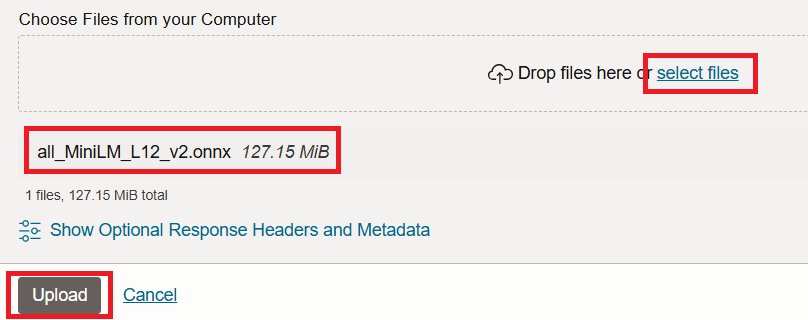 Choose Files from your Computer
Drop files here or select files
all_MiniLM_L12_v2.onnx 127.15 MiB
1 files, 127.15 MiB total
Show Optional Response Headers and Metadata
Upload Cancel